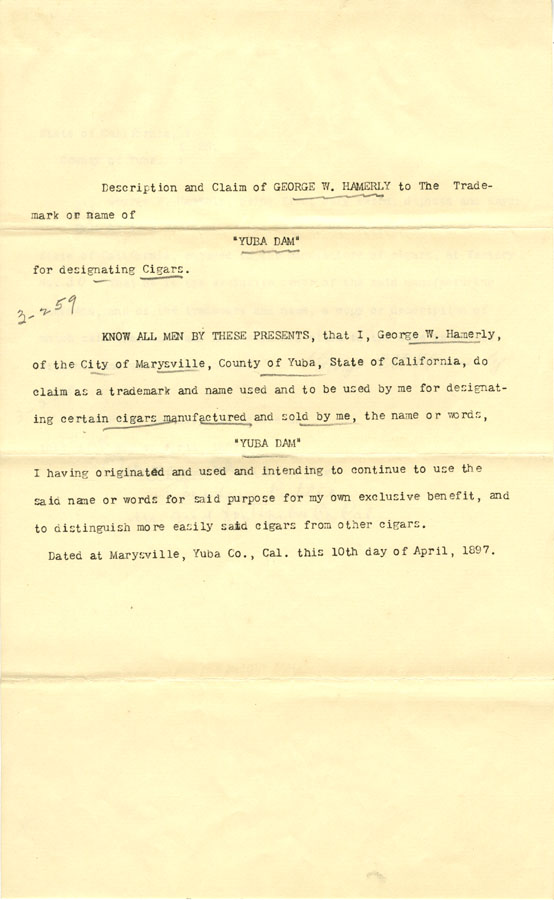 Description and Claim of GEORGE W. HAMERLY to The Trade-
mark or name of
"YUBA DAM"
for designating Cigars.
3-259
KNOW ALL MEN BY THESE PRESENTS, that I, George W. Hamerly,
of the City of Marysville, County of Yuba, State of California, do
claim as a trademark and name used and to be used by me for designat-
ing certain cigars manufactured and sold by me, the name or words,
"YUBA DAM"
I having originated and used and intending to continue to use the
said name or words for said purpose for my own exclusive benefit, and
to distinguish more easily said cigars from other cigars.
Dated at Marysville, Yuba Co., Cal. this 10th day of April, 1897.